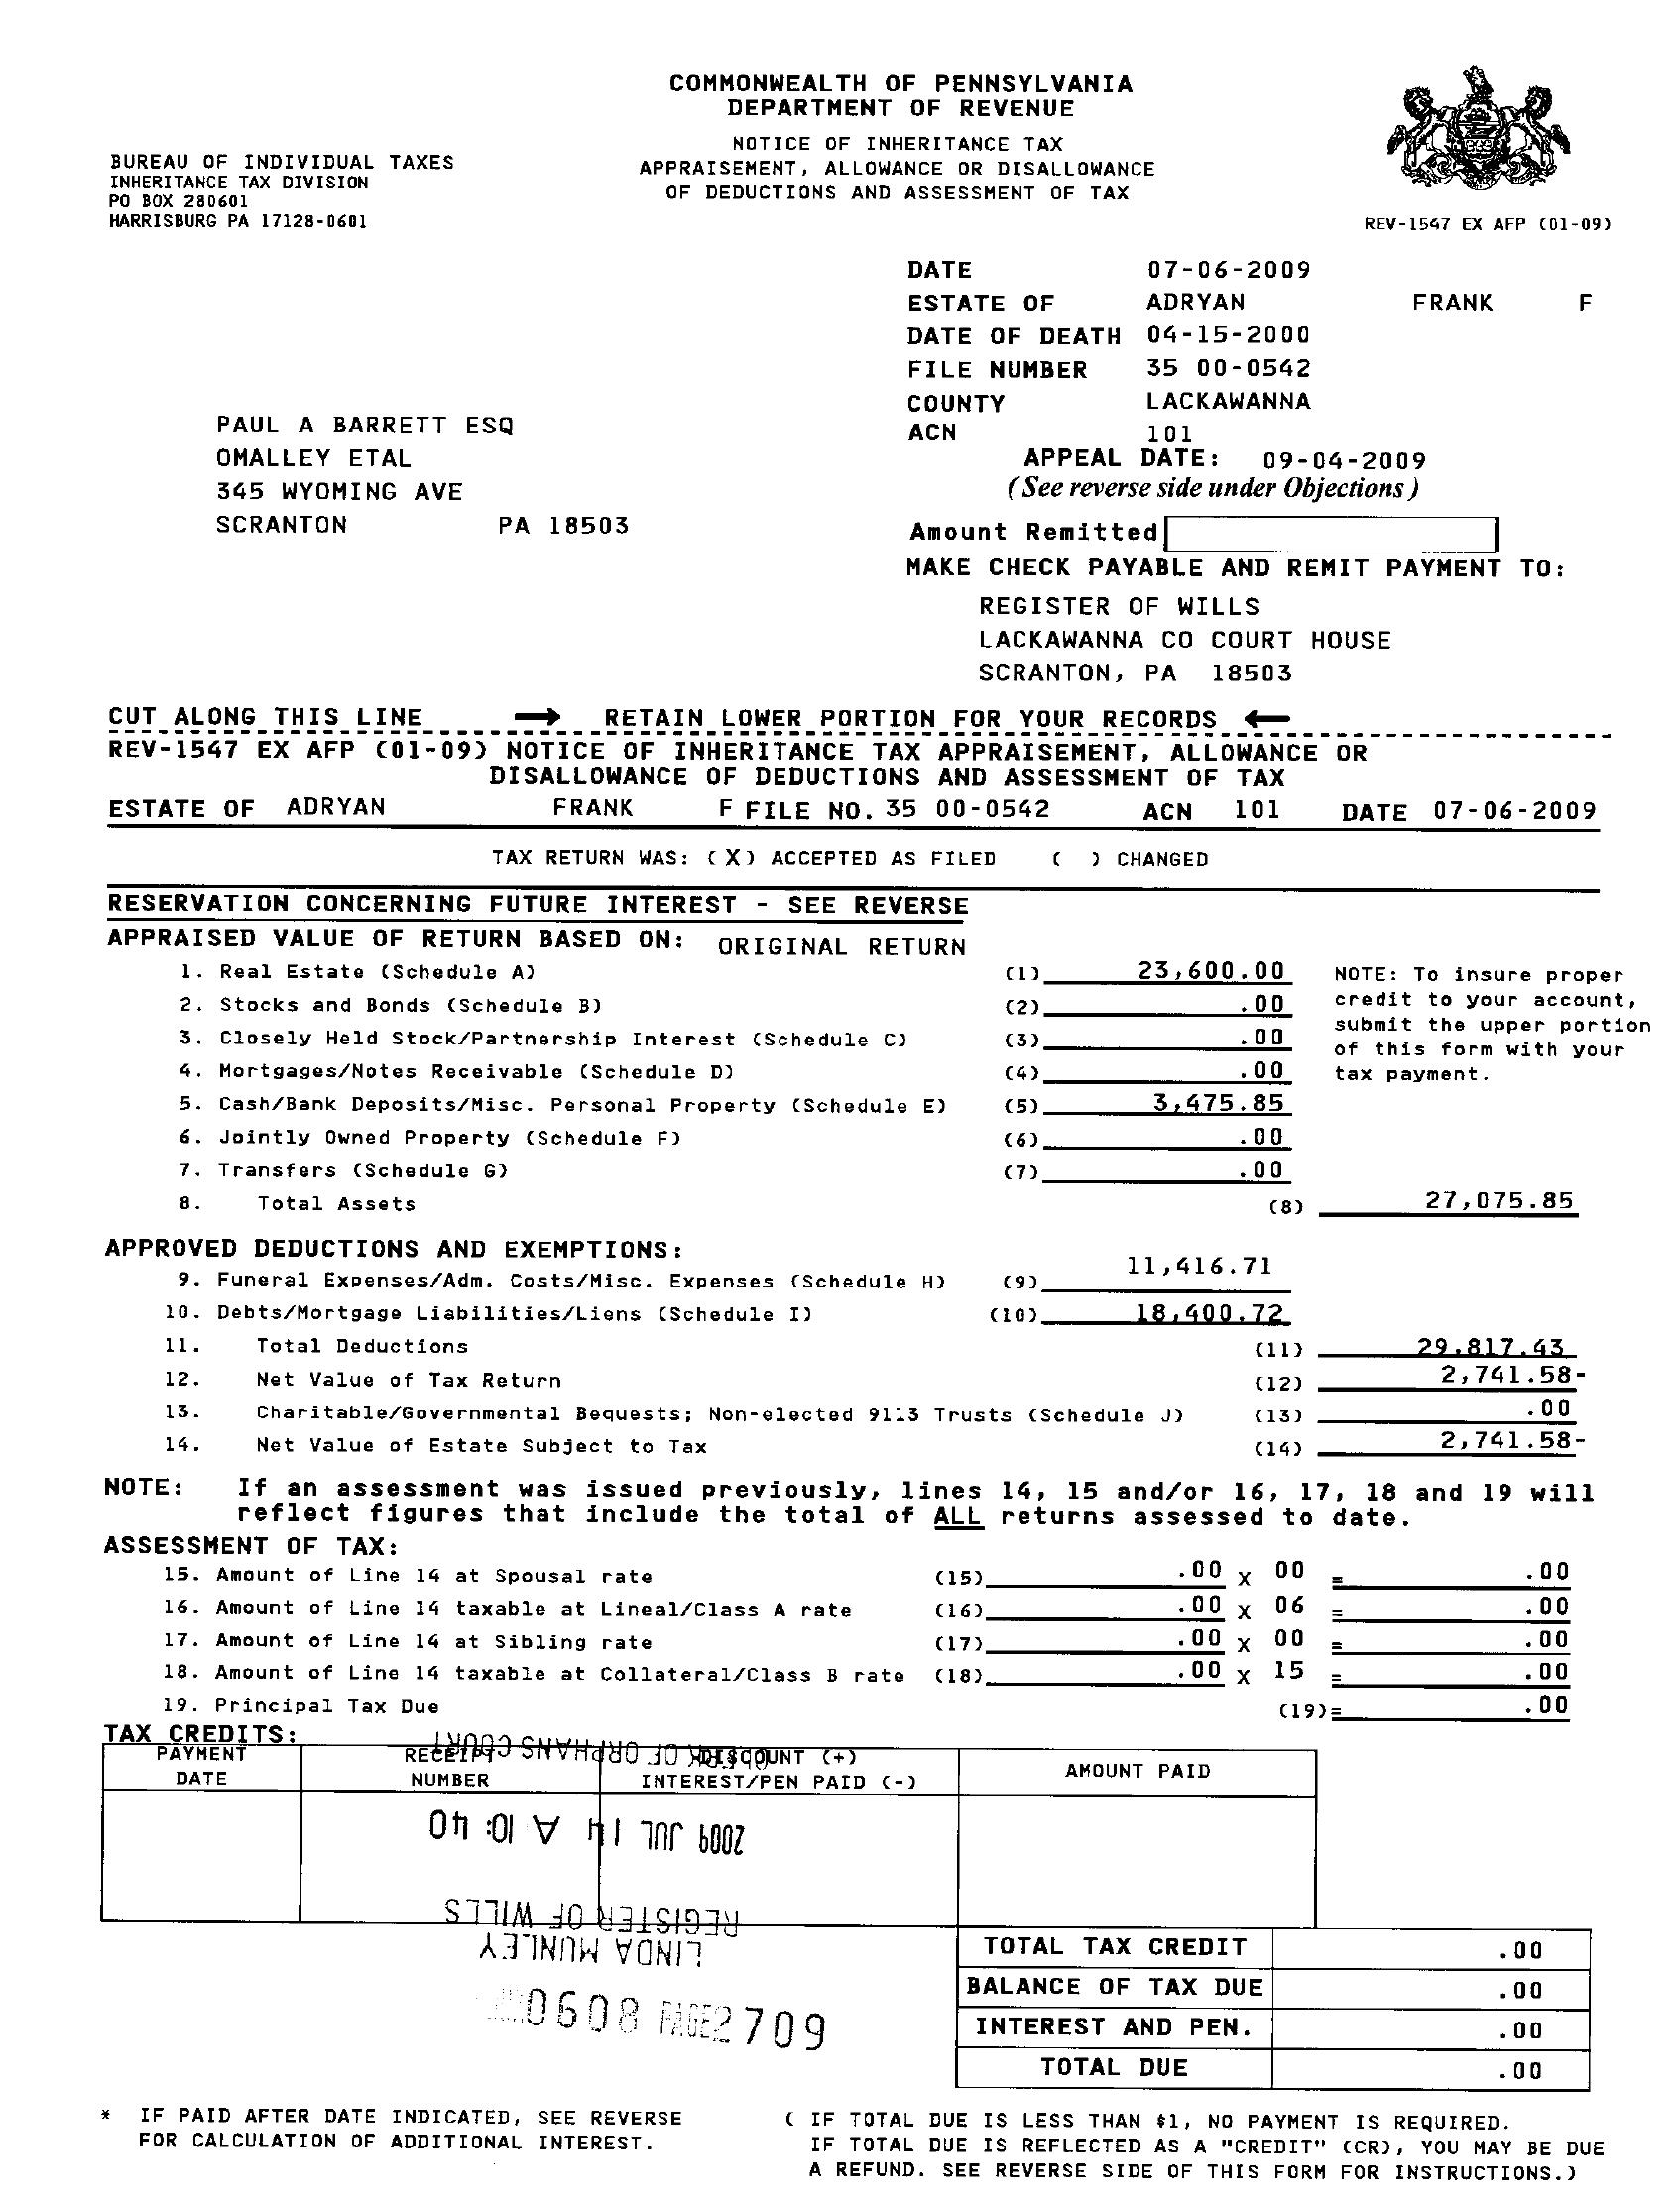 COMMONWEALTH OF PENNSYLVANIA
DEPARTMENT OF REVENUE
NOTICE OF INHERITANCE TAX
APPRAISEMENT, ALLOWANCE OR DISALLOWANCE
OF DEDUCTIONS AND ASSESSMENT OF TAX
BUREAU OF INDIVIDUAL TAXES
INHERITANCE TAX DIVISION
PO BOX 280601
HARRISBURG PA 17128-0601
REV-1547 EX AFP (01-09)
DATE 07-06-2009
ESTATE OF ADRYAN FRANK F
DATE OF DEATH 04-15-2000
FILE NUMBER 35 00-0542
COUNTY LACKAWANNA
ACN 101
APPEAL DATE: 09-04-2009
(See reverse side under Objections)
PAUL A BARRETT ESQ
OMALLEY ETAL
345 WYOMING AVE
SCRANTON PA 18503
Amount Remitted
MAKE CHECK PAYABLE AND REMIT PAYMENT TO:
REGISTER OF WILLS
LACKAWANNA CO COURT HOUSE
SCRANTON, PA 18503
CUT ALONG THIS LINE → RETAIN LOWER PORTION FOR YOUR RECORDS ←
REV-1547 EX AFP (01-09) NOTICE OF INHERITANCE TAX APPRAISEMENT, ALLOWANCE OR
DISALLOWANCE OF DEDUCTIONS AND ASSESSMENT OF TAX
ESTATE OF ADRYAN FRANK F FILE NO. 35 00-0542 ACN 101 DATE 07-06-2009
TAX RETURN WAS: (X) ACCEPTED AS FILED ( ) CHANGED
RESERVATION CONCERNING FUTURE INTEREST - SEE REVERSE
APPRAISED VALUE OF RETURN BASED ON: ORIGINAL RETURN
1. Real Estate (Schedule A) (1) 23,600.00
2. Stocks and Bonds (Schedule B) (2) .00
3. Closely Held Stock/Partnership Interest (Schedule C) (3) .00
4. Mortgages/Notes Receivable (Schedule D) (4) .00
5. Cash/Bank Deposits/Misc. Personal Property (Schedule E) (5) 3,475.85
6. Jointly Owned Property (Schedule F) (6) .00
7. Transfers (Schedule G) (7) .00
8. Total Assets (8) 27,075.85
NOTE: To insure proper
credit to your account,
submit the upper portion
of this form with your
tax payment.
APPROVED DEDUCTIONS AND EXEMPTIONS:
9. Funeral Expenses/Adm. Costs/Misc. Expenses (Schedule H) (9) 11,416.71
10. Debts/Mortgage Liabilities/Liens (Schedule I) (10) 18,400.72
11. Total Deductions (11) 29,817.43
12. Net Value of Tax Return (12) 2,741.58-
13. Charitable/Governmental Bequests; Non-elected 9113 Trusts (Schedule J) (13) .00
14. Net Value of Estate Subject to Tax (14) 2,741.58-
NOTE: If an assessment was issued previously, lines 14, 15 and/or 16, 17, 18 and 19 will
reflect figures that include the total of ALL returns assessed to date.
ASSESSMENT OF TAX:
15. Amount of Line 14 at Spousal rate (15) .00 X 00 = .00
16. Amount of Line 14 taxable at Lineal/Class A rate (16) .00 X 06 = .00
17. Amount of Line 14 at Sibling rate (17) .00 X 00 = .00
18. Amount of Line 14 taxable at Collateral/Class B rate (18) .00 X 15 = .00
19. Principal Tax Due (19)= .00
TAX CREDITS:
PAYMENT
DATE
RECEIPT
NUMBER
DISCOUNT (+)
INTEREST/PEN PAID (-)
AMOUNT PAID
OF ORPHANS COURT
2009 JUL 14 A 10: 40
REGISTER OF WILLS
LINDA MUNLEY
0608 PAGE2709
TOTAL TAX CREDIT .00
BALANCE OF TAX DUE .00
INTEREST AND PEN. .00
TOTAL DUE .00
* IF PAID AFTER DATE INDICATED, SEE REVERSE
FOR CALCULATION OF ADDITIONAL INTEREST.
( IF TOTAL DUE IS LESS THAN $1, NO PAYMENT IS REQUIRED.
IF TOTAL DUE IS REFLECTED AS A "CREDIT" (CR), YOU MAY BE DUE
A REFUND. SEE REVERSE SIDE OF THIS FORM FOR INSTRUCTIONS.)